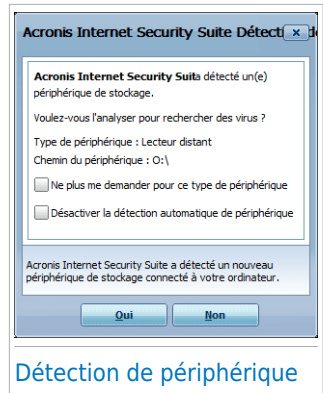 Acronis Internet Security Suite Détecti
Acronis Internet Security Suita détecté un(e)
périphérique de stockage.
Voulez-vous l'analyser pour rechercher des virus ?
Type de périphérique : Lecteur distant
Chemin du périphérique : O:\
Ne plus me demander pour ce type de périphérique
Désactiver la détection automatique de périphérique
Acronis Internet Security Suite a détecté un nouveau
périphérique de stockage connecté à votre ordinateur.
Oui Non
Détection de périphérique